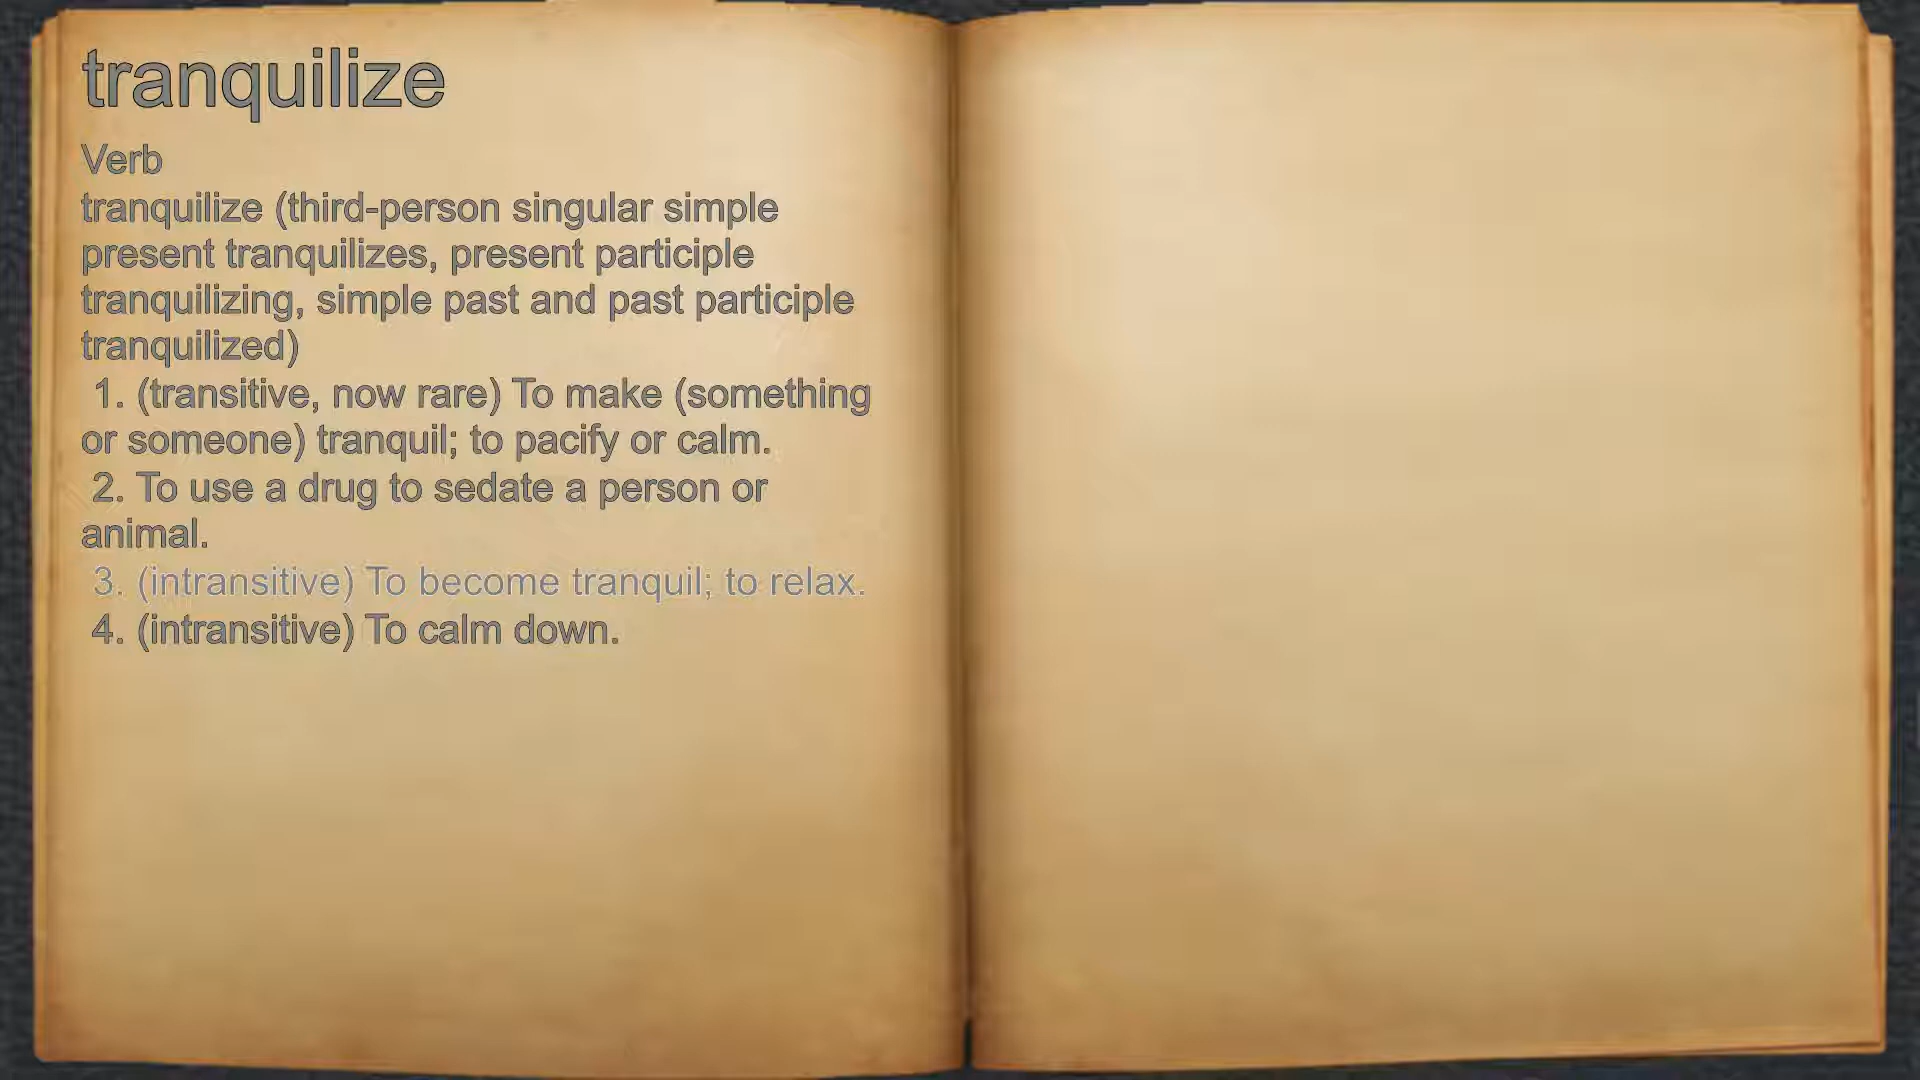 tranquilize
Verb
tranquilize (third-person singular simple
present tranquilizes, present participle
tranquilizing, simple past and past participle
tranquilized)
1. (transitive, now rare) To make (something
or someone) tranquil; to pacify or calm.
2. To use a drug to sedate a person or
animal.
3. (intransitive) To become tranquil; to relax.
4. (intransitive) To calm down.